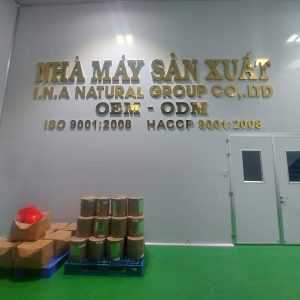 NHÀ MÁY SẢN XUẤT
I.N.A NATURAL GROUP CO,.LTD
OEM - ODM
ISO 9001:2008 HACCP 9001:2008